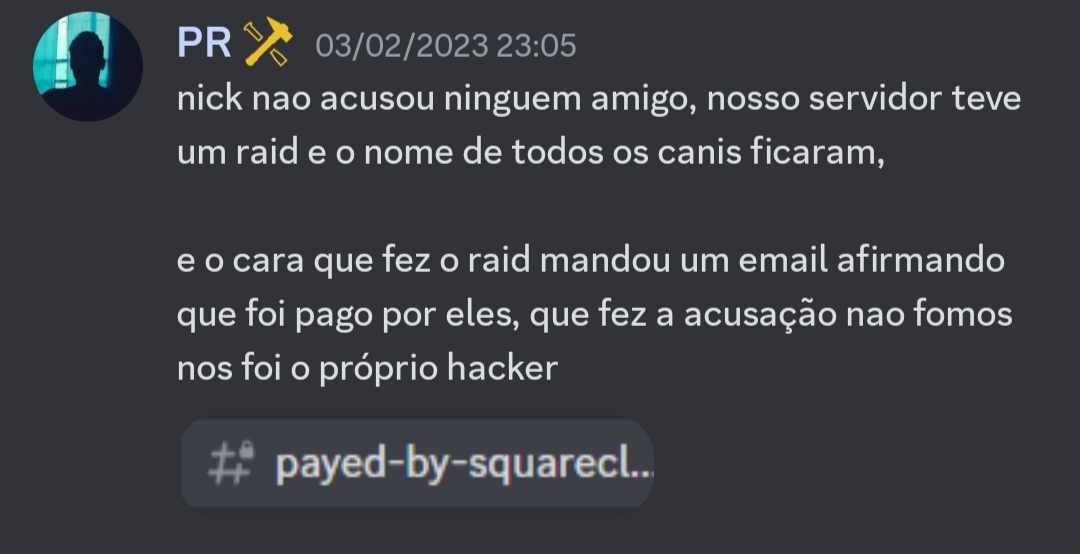 PR 03/02/2023 23:05
nick nao acusou ninguem amigo, nosso servidor teve
um raid e o nome de todos os canis ficaram,
e o cara que fez o raid mandou um email afirmando
que foi pago por eles, que fez a acusação nao fomos
nos foi o próprio hacker
# payed-by-squarecl...